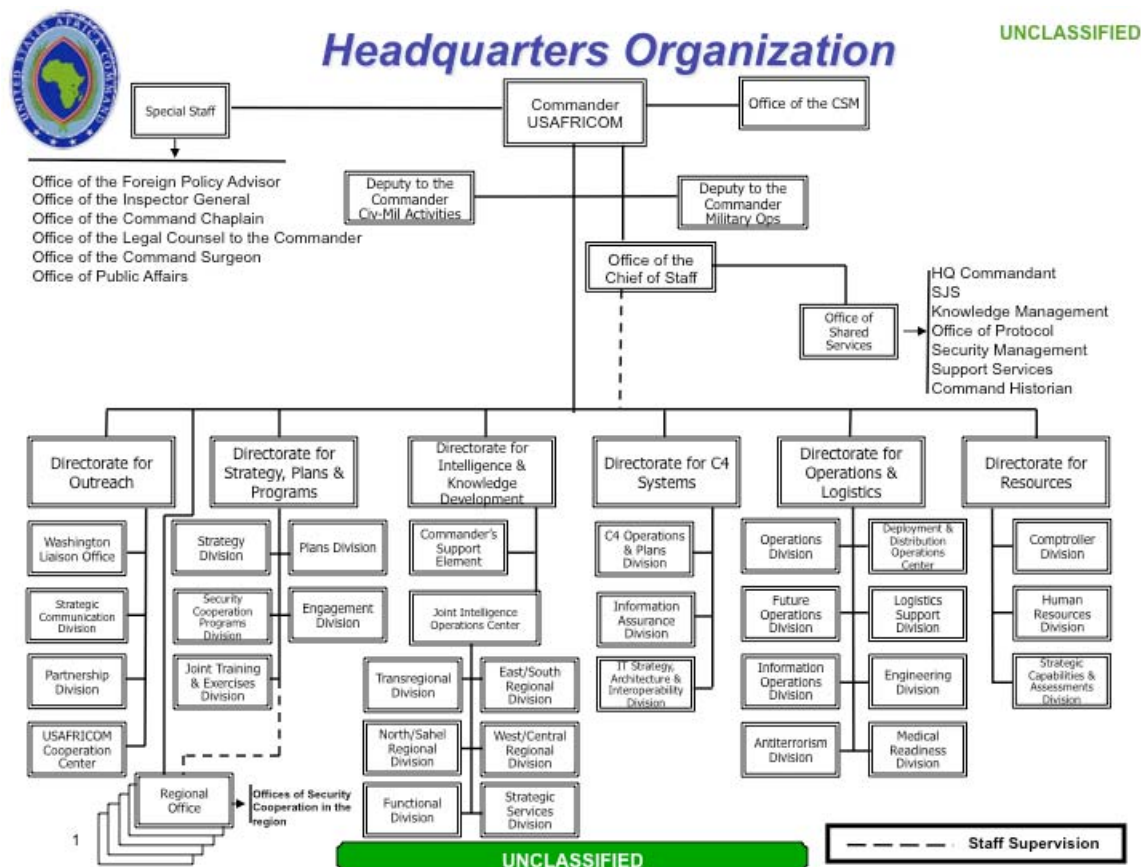 UNCLASSIFIED
Headquarters Organization
UNITED STATES AFRICA COMMAND
Special Staff
Commander
USAFRICOM
Office of the CSM
Office of the Foreign Policy Advisor
Office of the Inspector General
Office of the Command Chaplain
Office of the Legal Counsel to the Commander
Office of the Command Surgeon
Office of Public Affairs
Deputy to the
Commander
Civ-Mil Activities
Deputy to the
Commander
Military Ops
Office of the
Chief of Staff
Office of
Shared
Services
HQ Commandant
SJS
Knowledge Management
Office of Protocol
Security Management
Support Services
Command Historian
Directorate for
Outreach
Directorate for
Strategy, Plans &
Programs
Directorate for
Intelligence &
Knowledge
Development
Directorate for C4
Systems
Directorate for
Operations &
Logistics
Directorate for
Resources
Washington
Liaison Office
Strategic
Communication
Division
Partnership
Division
USAFRICOM
Cooperation
Center
Strategy
Division
Plans Division
Security
Cooperation
Programs
Division
Engagement
Division
Joint Training
& Exercises
Division
Regional
Office
Offices of Security
Cooperation in the
region
Commander's
Support
Element
Joint Intelligence
Operations Center
Transregional
Division
East/South
Regional
Division
North/Sahel
Regional
Division
West/Central
Regional
Division
Functional
Division
Strategic
Services
Division
C4 Operations
& Plans
Division
Information
Assurance
Division
IT Strategy,
Architecture &
Interoperability
Division
Operations
Division
Deployment &
Distribution
Operations
Center
Future
Operations
Division
Logistics
Support
Division
Information
Operations
Division
Engineering
Division
Antiterrorism
Division
Medical
Readiness
Division
Comptroller
Division
Human
Resources
Division
Strategic
Capabilities &
Assessments
Division
1
UNCLASSIFIED
Staff Supervision